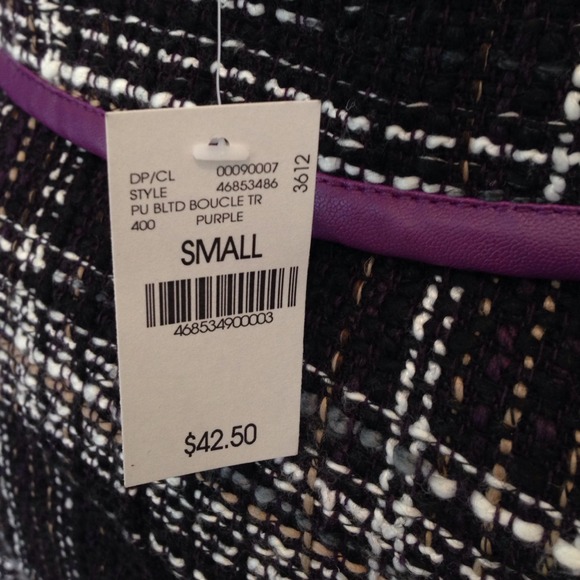 DP/CL 00090007
STYLE 46853486
PU BLTD BOUCLE TR
400 PURPLE
3612
SMALL
468534900003
$42.50